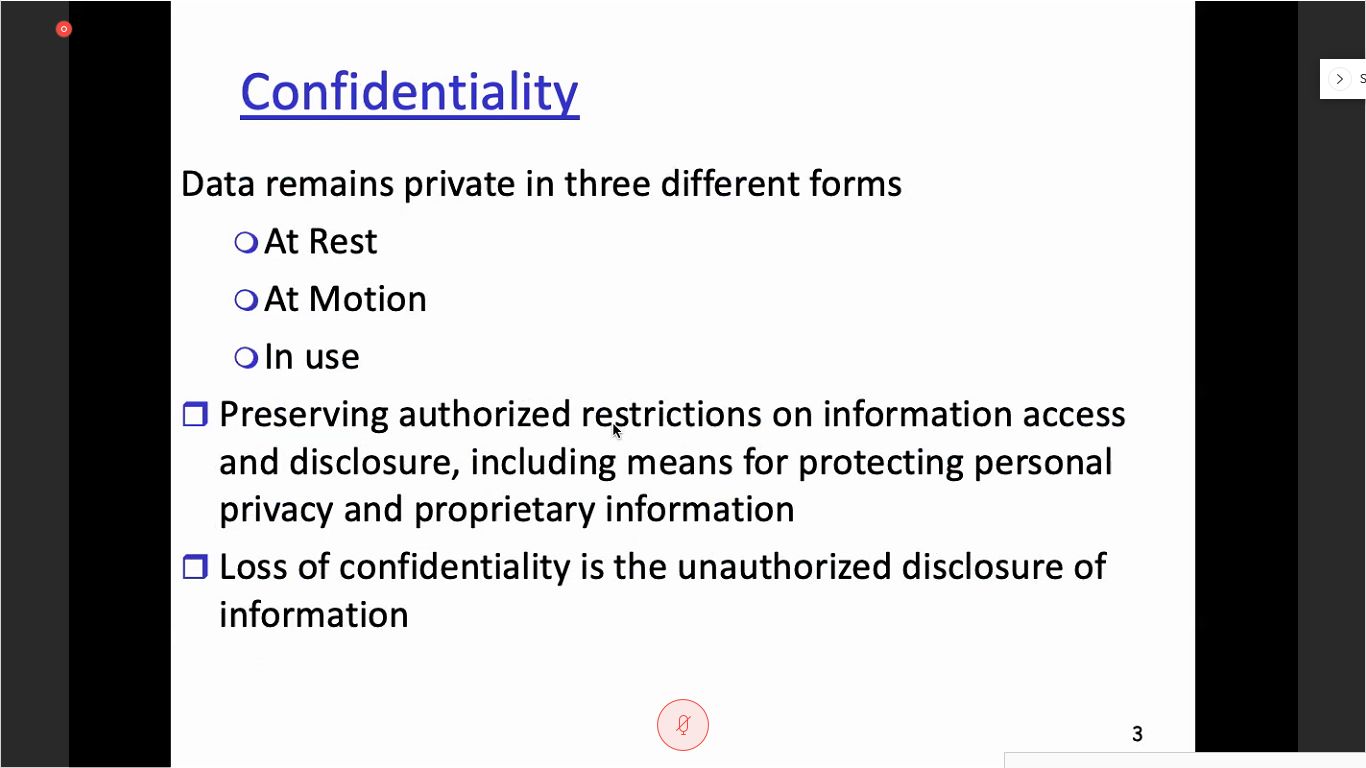 Confidentiality
Data remains private in three different forms
At Rest
At Motion
In use
Preserving authorized restrictions on information access
and disclosure, including means for protecting personal
privacy and proprietary information
Loss of confidentiality is the unauthorized disclosure of
information
3